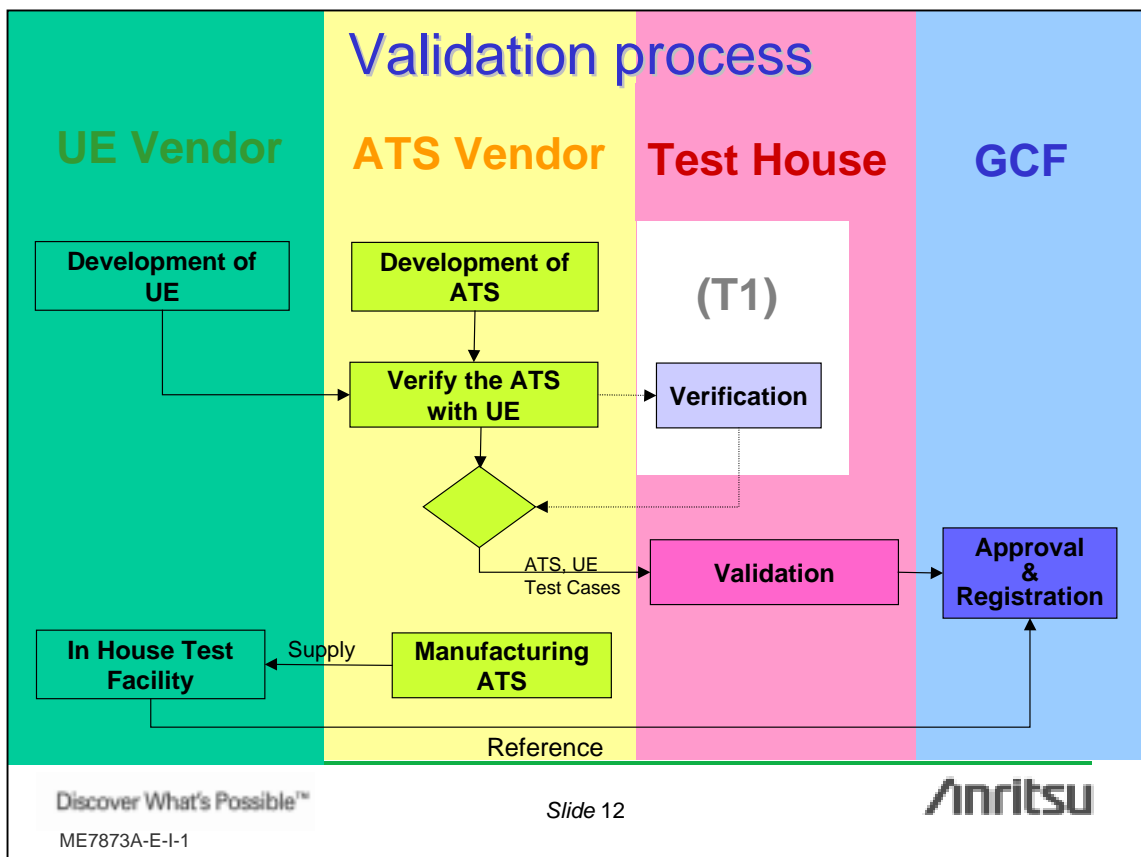 Validation process
UE Vendor
ATS Vendor
Test House
GCF
Development of
UE
Development of
ATS
(T1)
Verify the ATS
with UE
Verification
ATS, UE
Test Cases
Validation
Approval
&
Registration
In House Test
Facility
Supply
Manufacturing
ATS
Reference
Discover What's Possible™
Slide 12
Anritsu
ME7873A-E-I-1